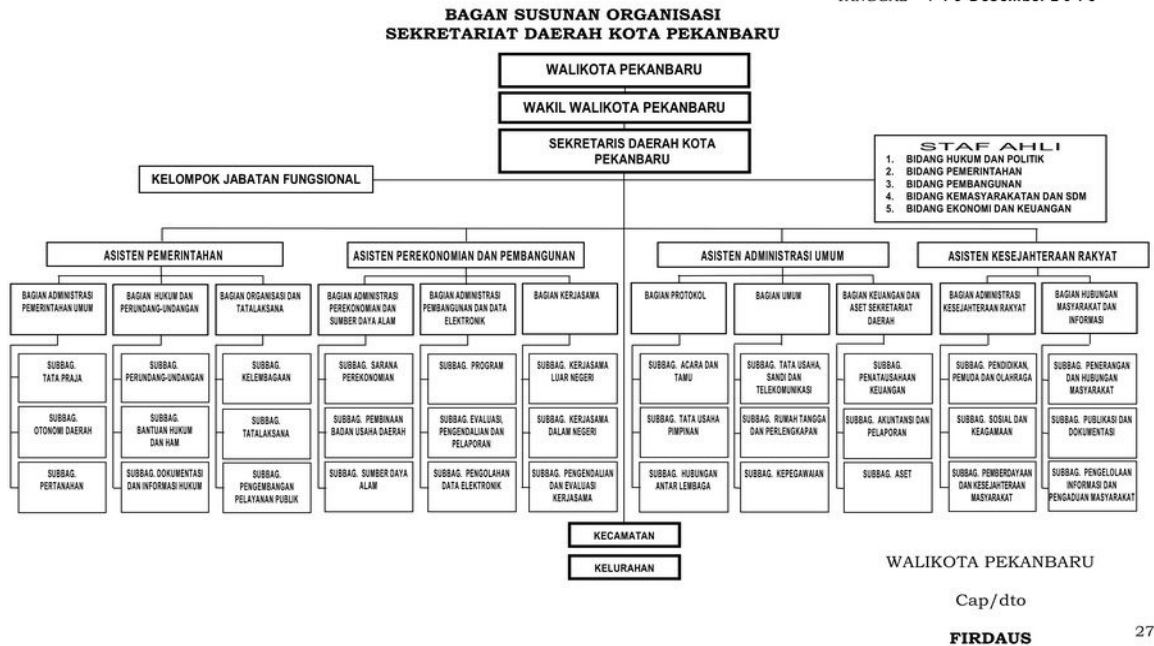 BAGAN SUSUNAN ORGANISASI
SEKRETARIAT DAERAH KOTA PEKANBARU
WALIKOTA PEKANBARU
WAKIL WALIKOTA PEKANBARU
SEKRETARIS DAERAH KOTA
PEKANBARU
STAF AHLI
1. BIDANG HUKUM DAN POLITIK
2. BIDANG PEMERINTAHAN
3. BIDANG PEMBANGUNAN
4. BIDANG KEMASYARAKATAN DAN SDM
5. BIDANG EKONOMI DAN KEUANGAN
KELOMPOK JABATAN FUNGSIONAL
ASISTEN PEMERINTAHAN
ASISTEN PEREKONOMIAN DAN PEMBANGUNAN
ASISTEN ADMINISTRASI UMUM
ASISTEN KESEJAHTERAAN RAKYAT
BAGIAN ADMINISTRASI
PEMERINTAHAN UMUM
BAGIAN HUKUM DAN
PERUNDANG-UNDANGAN
BAGIAN ORGANISASI DAN
TATALAKSANA
BAGIAN ADMINISTRASI
PEREKONOMIAN DAN
SUMBER DAYA ALAM
BAGIAN ADMINISTRASI
PEMBANGUNAN DAN DATA
ELEKTRONIK
BAGIAN KERJASAMA
BAGIAN PROTOKOL
BAGIAN UMUM
BAGIAN KEUANGAN DAN
ASET SEKRETARIAT
DAERAH
BAGIAN ADMINISTRASI
KESEJAHTERAAN RAKYAT
BAGIAN HUBUNGAN
MASYARAKAT DAN
INFORMASI
SUBBAG.
TATA PRAJA
SUBBAG.
PERUNDANG-UNDANGAN
SUBBAG.
KELEMBAGAAN
SUBBAG. SARANA
PEREKONOMIAN
SUBBAG. PROGRAM
SUBBAG. KERJASAMA
LUAR NEGERI
SUBBAG. ACARA DAN
TAMU
SUBBAG. TATA USAHA,
SANDI DAN
TELEKOMUNIKASI
SUBBAG.
PENATAUSAHAAN
KEUANGAN
SUBBAG. PENDIDIKAN,
PEMUDA DAN OLAHRAGA
SUBBAG. PENERANGAN
DAN HUBUNGAN
MASYARAKAT
SUBBAG.
OTONOMI DAERAH
SUBBAG.
BANTUAN HUKUM
DAN HAM
SUBBAG.
TATALAKSANA
SUBBAG. PEMBINAAN
BADAN USAHA DAERAH
SUBBAG. EVALUASI,
PENGENDALIAN DAN
PELAPORAN
SUBBAG. KERJASAMA
DALAM NEGERI
SUBBAG. TATA USAHA
PIMPINAN
SUBBAG. RUMAH TANGGA
DAN PERLENGKAPAN
SUBBAG. AKUNTANSI DAN
PELAPORAN
SUBBAG. SOSIAL DAN
KEAGAMAAN
SUBBAG. PUBLIKASI DAN
DOKUMENTASI
SUBBAG.
PERTANAHAN
SUBBAG. DOKUMENTASI
DAN INFORMASI HUKUM
SUBBAG.
PENGEMBANGAN
PELAYANAN PUBLIK
SUBBAG. SUMBER DAYA
ALAM
SUBBAG. PENGOLAHAN
DATA ELEKTRONIK
SUBBAG. PENGENDALIAN
DAN EVALUASI
KERJASAMA
SUBBAG. HUBUNGAN
ANTAR LEMBAGA
SUBBAG. KEPEGAWAIAN
SUBBAG. ASET
SUBBAG. PEMBERDAYAAN
DAN KESEJAHTERAAN
MASYARAKAT
SUBBAG. PENGELOLAAN
INFORMASI DAN
PENGADUAN MASYARAKAT
KECAMATAN
KELURAHAN
WALIKOTA PEKANBARU
Cap/dto
FIRDAUS
27